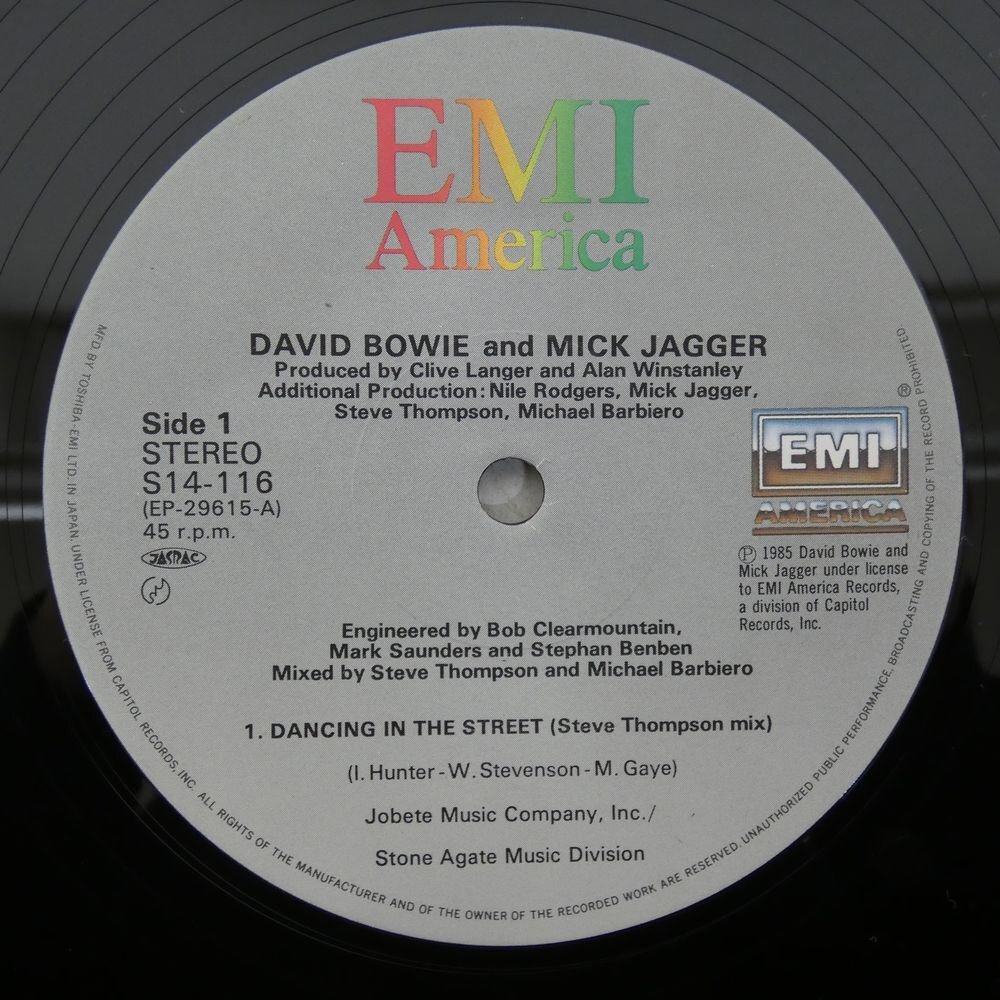 EMI
America
DAVID BOWIE and MICK JAGGER
Produced by Clive Langer and Alan Winstanley
Additional Production: Nile Rodgers, Mick Jagger,
Steve Thompson, Michael Barbiero
Side 1
STEREO
S14-116
(EP-29615-A)
45 r.p.m.
JASRAC
®
EMI
AMERICA
℗ 1985 David Bowie and
Mick Jagger under license
to EMI America Records,
a division of Capitol
Records, Inc.
Engineered by Bob Clearmountain,
Mark Saunders and Stephan Benben
Mixed by Steve Thompson and Michael Barbiero
1. DANCING IN THE STREET (Steve Thompson mix)
(I. Hunter - W. Stevenson - M. Gaye)
Jobete Music Company, Inc./
Stone Agate Music Division
MFD. BY TOSHIBA-EMI LTD. IN JAPAN. UNDER LICENSE FROM CAPITOL RECORDS, INC. ALL RIGHTS OF THE MANUFACTURER AND OF THE OWNER OF THE RECORDED WORK ARE RESERVED. UNAUTHORIZED PUBLIC PERFORMANCE, BROADCASTING AND COPYING OF THE RECORD PROHIBITED